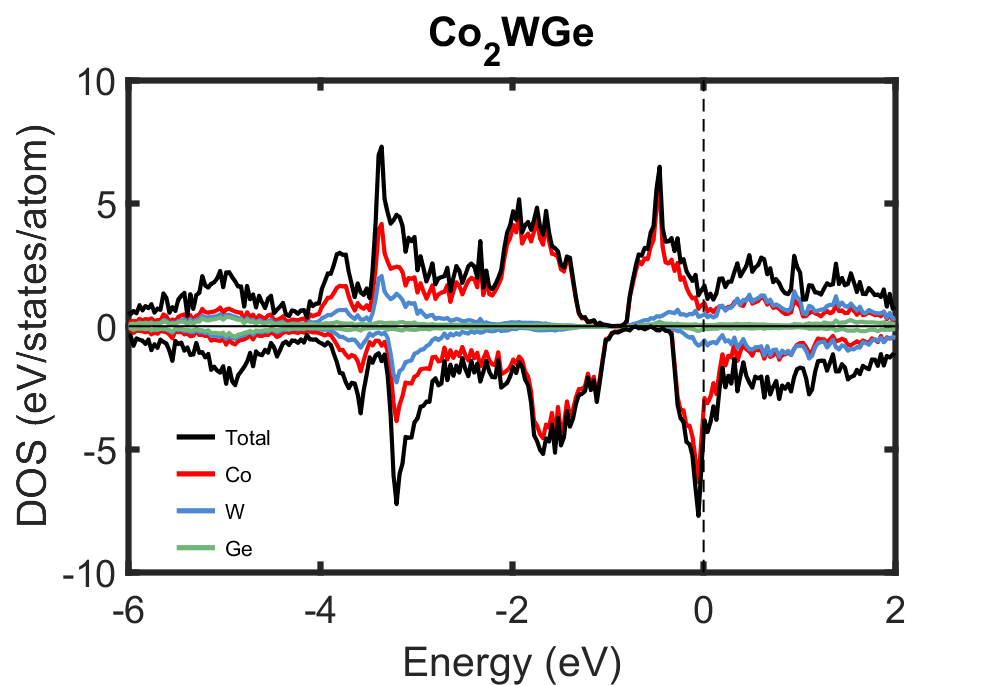 Co2WGe
DOS (eV/states/atom)
10
5
0
-5
-10
Total
Co
W
Ge
-6 -4 -2 0 2
Energy (eV)